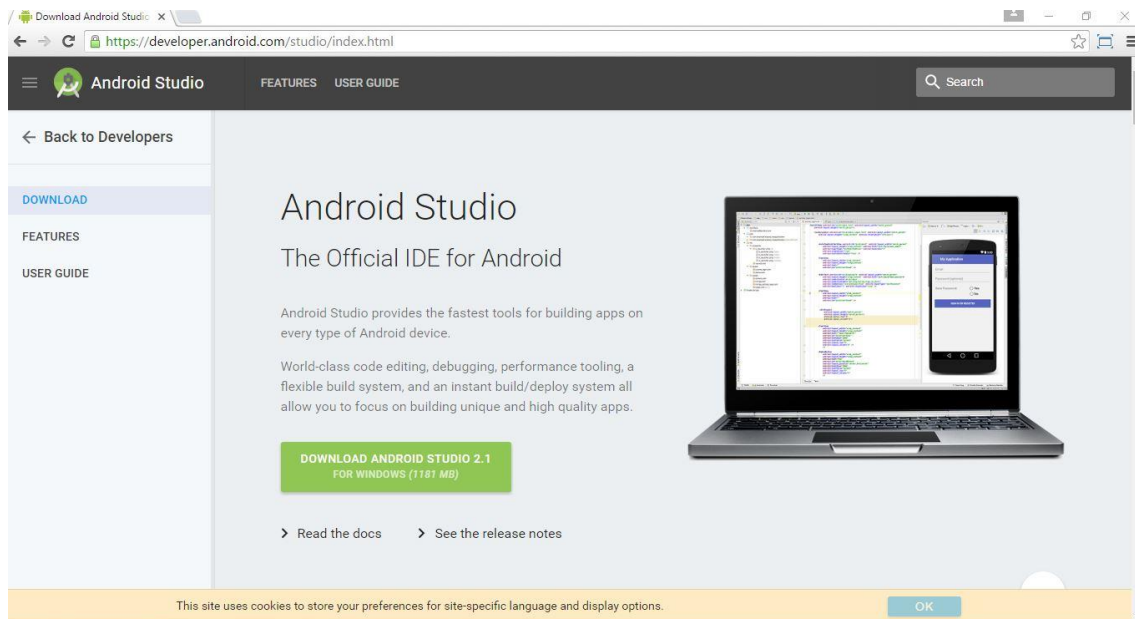 Download Android Studio
https://developer.android.com/studio/index.html
Android Studio
FEATURES
USER GUIDE
Search
Back to Developers
DOWNLOAD
FEATURES
USER GUIDE
Android Studio
The Official IDE for Android
Android Studio provides the fastest tools for building apps on
every type of Android device.
World-class code editing, debugging, performance tooling, a
flexible build system, and an instant build/deploy system all
allow you to focus on building unique and high quality apps.
DOWNLOAD ANDROID STUDIO 2.1
FOR WINDOWS (1181 MB)
Read the docs
See the release notes
This site uses cookies to store your preferences for site-specific language and display options.
OK